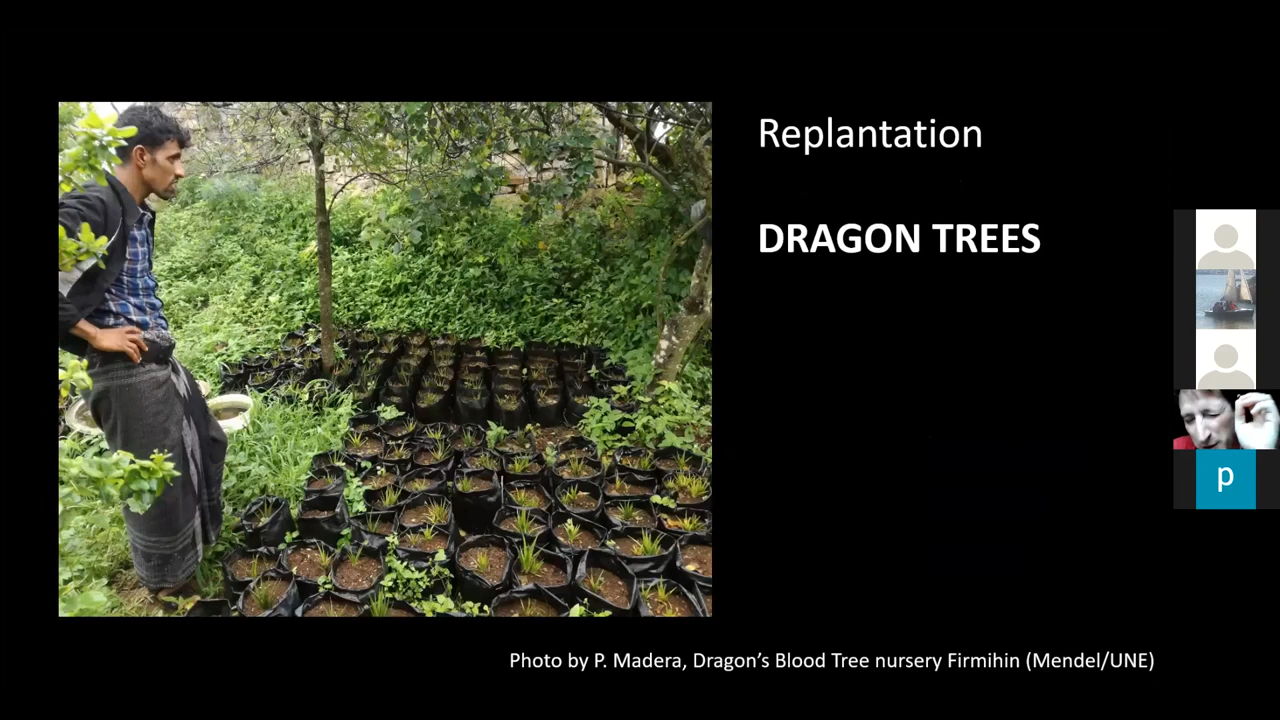 Replantation
DRAGON TREES
p
Photo by P. Madera, Dragon’s Blood Tree nursery Firmihin (Mendel/UNE)